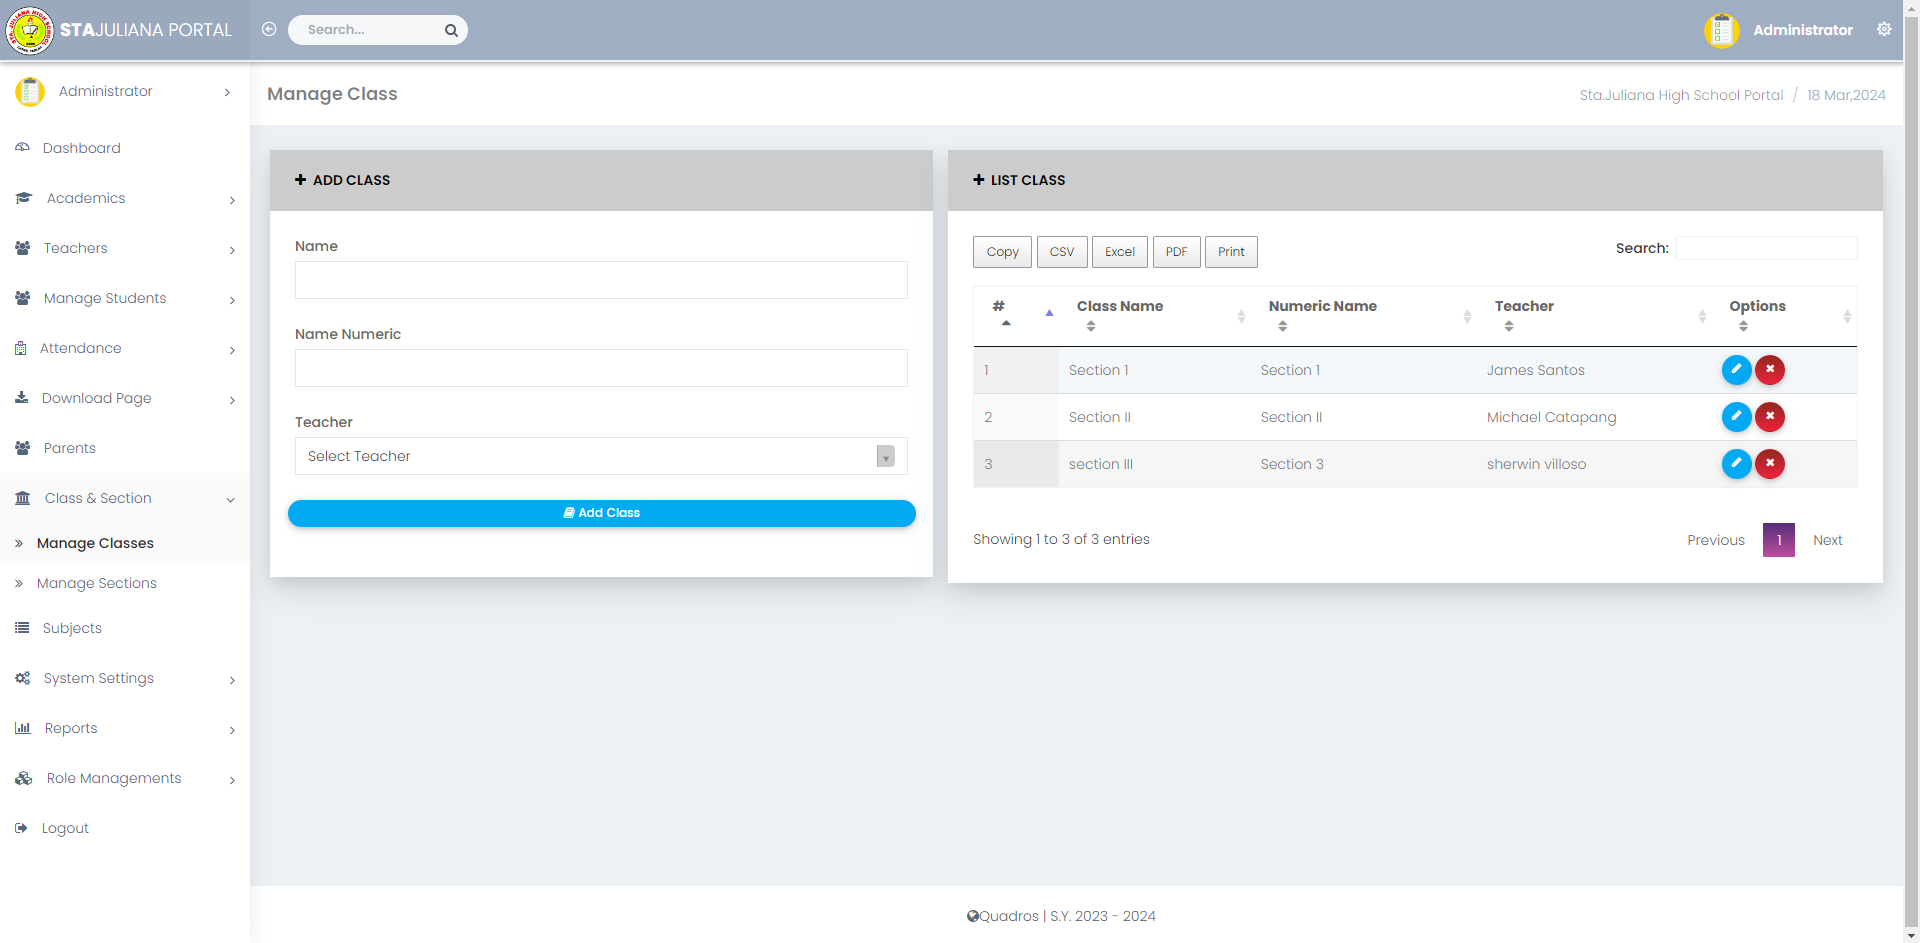 STAJULIANA PORTAL
Search...
Administrator
Administrator
Dashboard
Academics
Teachers
Manage Students
Attendance
Download Page
Parents
Class & Section
Manage Classes
Manage Sections
Subjects
System Settings
Reports
Role Managements
Logout
Manage Class
Sta.Juliana High School Portal / 18 Mar,2024
ADD CLASS
Name
Name Numeric
Teacher
Select Teacher
Add Class
LIST CLASS
Copy CSV Excel PDF Print
Search:
# Class Name Numeric Name Teacher Options
1 Section 1 Section 1 James Santos
2 Section II Section II Michael Catapang
3 section III Section 3 sherwin villoso
Showing 1 to 3 of 3 entries
Previous 1 Next
Quadros | S.Y. 2023 - 2024